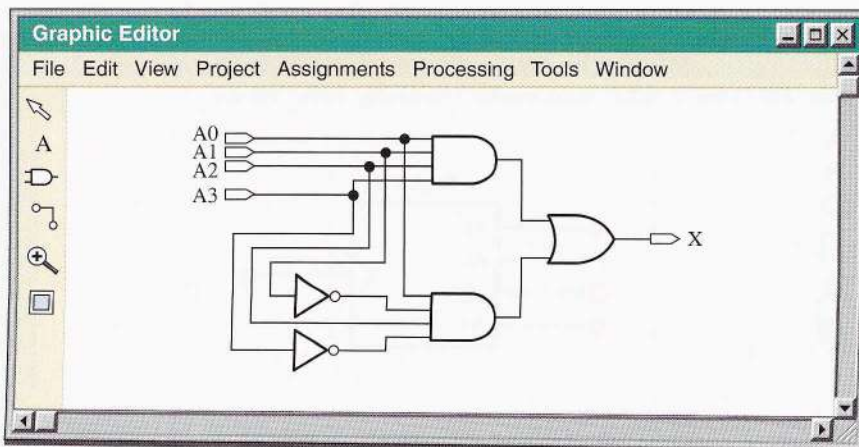 Graphic Editor
File Edit View Project Assignments Processing Tools Window
A
A0
A1
A2
A3
X